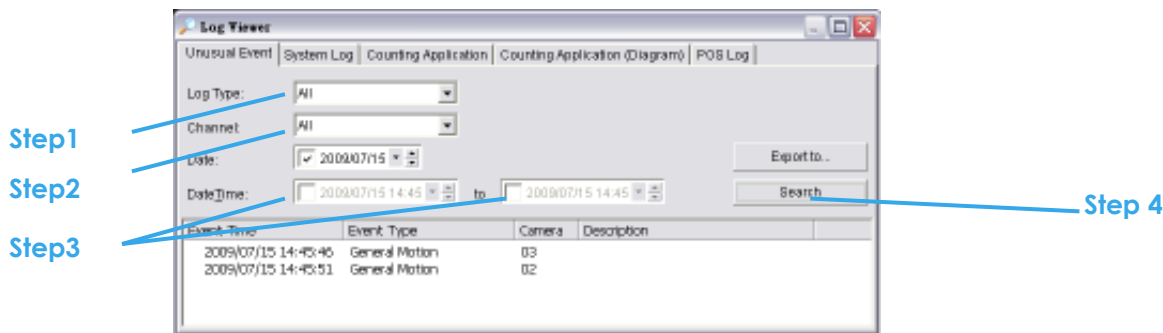 Log Viewer
Unusual Event System Log Counting Application Counting Application (Diagram) POS Log
Log Type: All
Step1
Channel: All
Date: 2009/07/15 Export to...
Step2
DateTime: 2009/07/15 14:45 to 2009/07/15 14:45 Search
Step 4
Step3
Event Time Event Type Camera Description
2009/07/15 14:45:46 General Motion 03
2009/07/15 14:45:51 General Motion 02